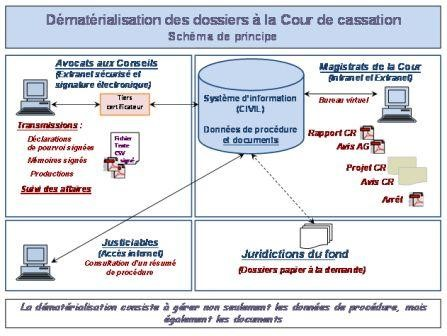 Dématérialisation des dossiers à la Cour de cassation
Schéma de principe
Avocats aux Conseils
(Extranet sécurisé et
signature électronique)
Tiers
certificateur
Transmissions :
Déclarations
de pourvoi signées
Mémoires signés
Productions
Suivi des affaires
Fichier
Texte
CSV
signé
Système d'information
(CIVIL)
Données de procédure
et documents
Magistrats de la Cour
(Intranet et Extranet)
Bureau virtuel
Rapport CR
Avis AG
Projet CR
Avis CR
Arrêt
Justiciables
(Accès internet)
Consultation d'un résumé
de procédure
Juridictions du fond
(Dossiers papier à la demande)
La dématérialisation consiste à gérer non seulement les données de procédure, mais
également les documents